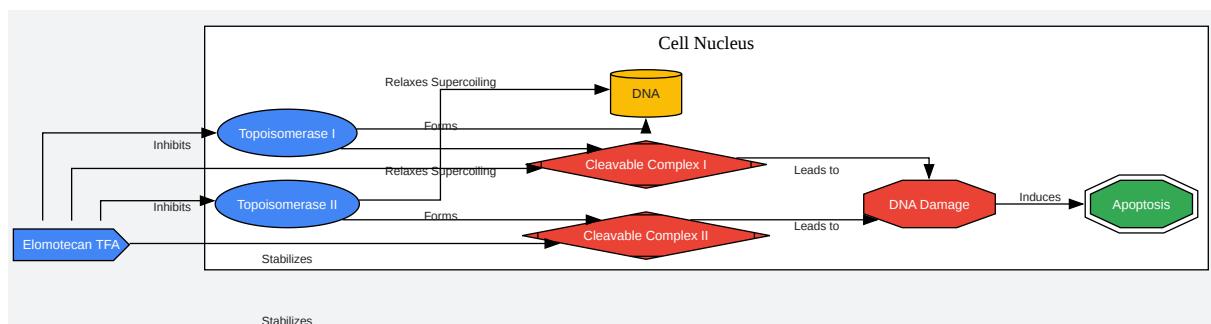 Cell Nucleus
Relaxes Supercoiling
DNA
Topoisomerase I
Forms
Inhibits
Cleavable Complex I
Relaxes Supercoiling
Leads to
Topoisomerase II
Inhibits
Forms
DNA Damage
Induces
Apoptosis
Leads to
Cleavable Complex II
Elomotecan TFA
Stabilizes
Stabilizes